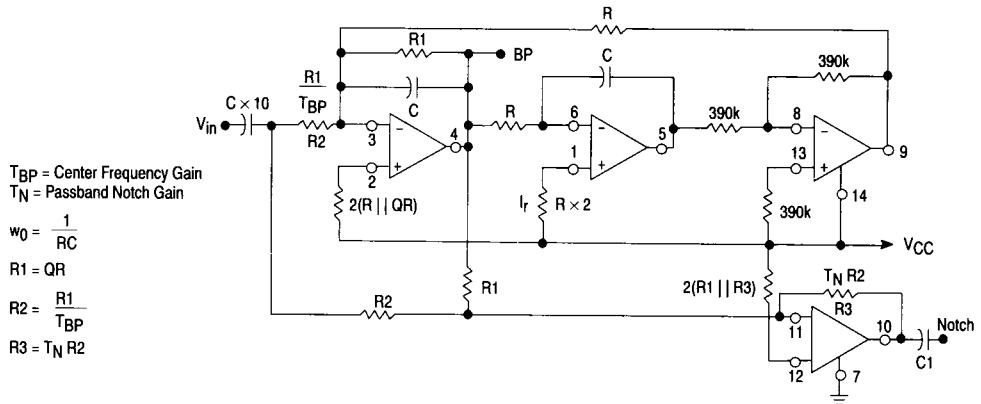 R
R1
BP
R1
T_BP
C × 10
C
V_in
R2
3
4
2
2(R || QR)
C
R
6
5
1
I_r
R × 2
390k
390k
8
9
13
14
390k
V_CC
T_BP = Center Frequency Gain
T_N = Passband Notch Gain
w_0 = 1
RC
R1 = QR
R2 = R1
T_BP
R3 = T_N R2
R1
R2
2(R1 || R3)
T_N R2
R3
11
10
12
7
C1
Notch